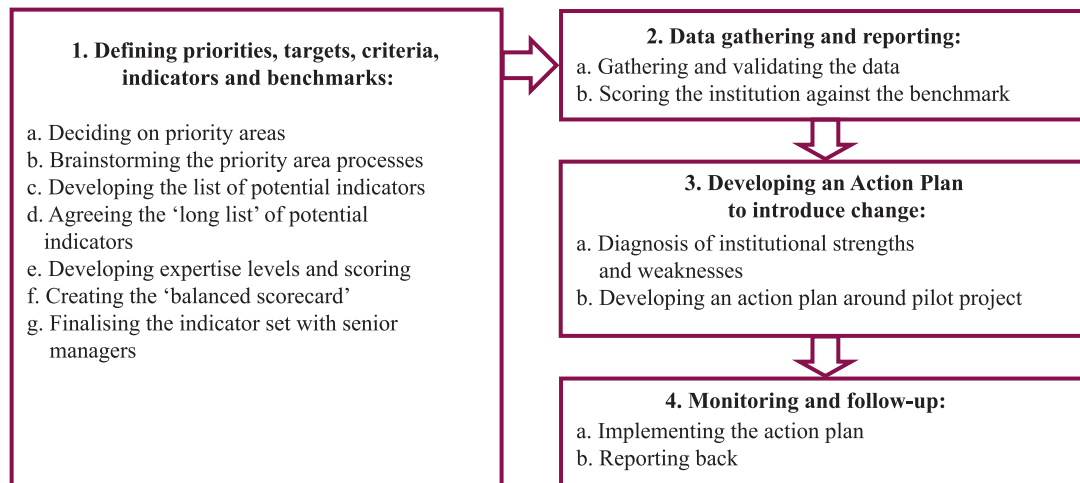 1. Defining priorities, targets, criteria,
indicators and benchmarks:
a. Deciding on priority areas
b. Brainstorming the priority area processes
c. Developing the list of potential indicators
d. Agreeing the ‘long list’ of potential
indicators
e. Developing expertise levels and scoring
f. Creating the ‘balanced scorecard’
g. Finalising the indicator set with senior
managers
2. Data gathering and reporting:
a. Gathering and validating the data
b. Scoring the institution against the benchmark
3. Developing an Action Plan
to introduce change:
a. Diagnosis of institutional strengths
and weaknesses
b. Developing an action plan around pilot project
4. Monitoring and follow-up:
a. Implementing the action plan
b. Reporting back